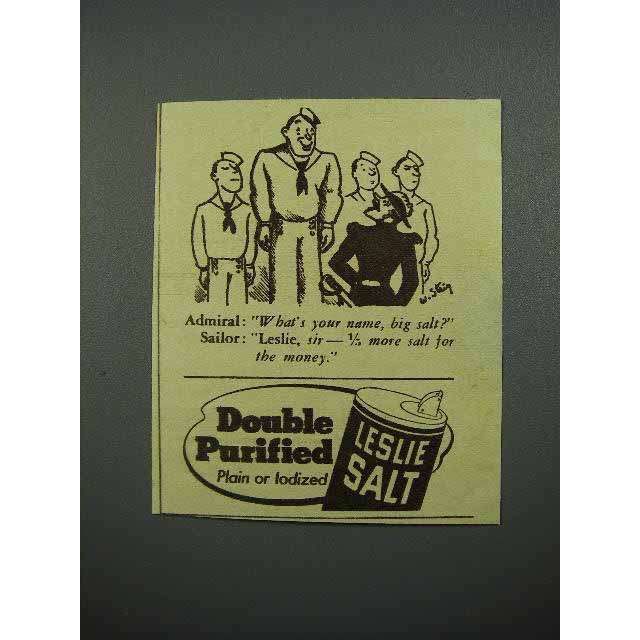 Admiral: "What's your name, big salt?"
Sailor: "Leslie, sir — ⅓ more salt for
the money."
Double
Purified
Plain or Iodized
LESLIE
SALT